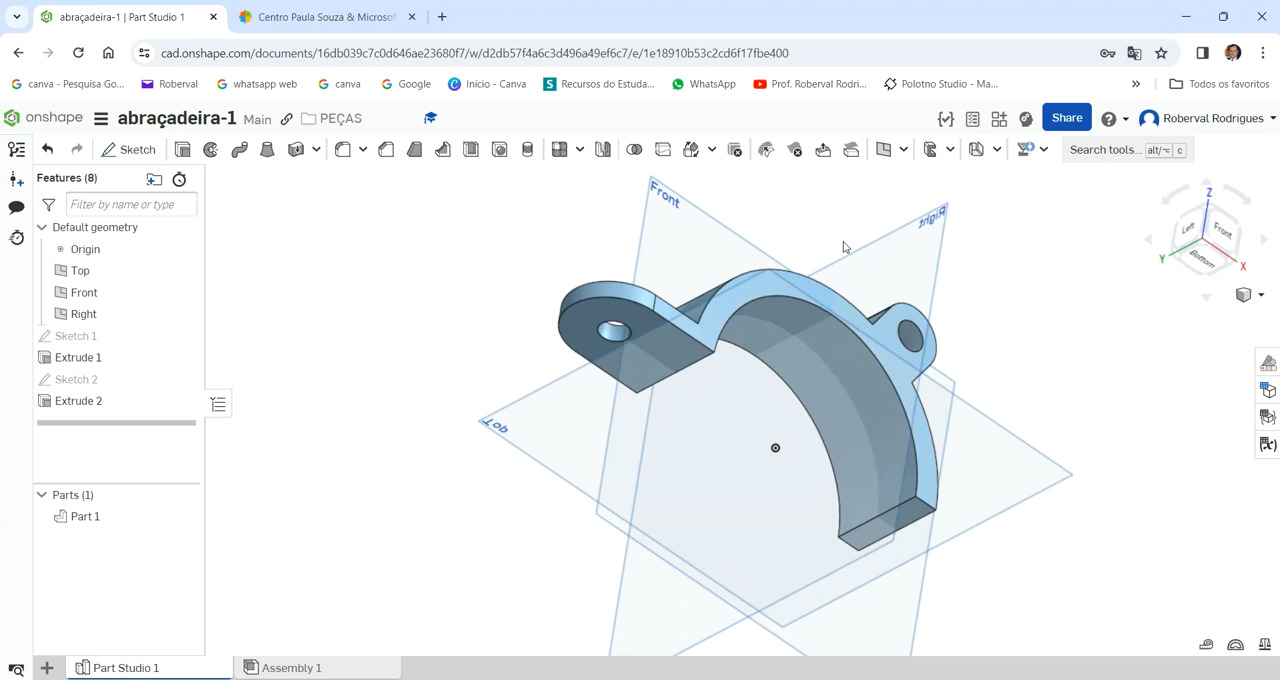 abraçadeira-1 | Part Studio 1
Centro Paula Souza & Microsof
cad.onshape.com/documents/16db039c7c0d646ae23680f7/w/d2db57f4a6c3d496a49ef6c7/e/1e18910b53c2cd6f17fbe400
canva - Pesquisa Go...
Roberval
whatsapp web
canva
Google
Início - Canva
Recursos do Estuda...
WhatsApp
Prof. Roberval Rodri...
Polotno Studio - Ma...
Todos os favoritos
onshape
abraçadeira-1
Main
PEÇAS
Share
Roberval Rodrigues
Sketch
Search tools...
alt/⌥
c
Features (8)
Filter by name or type
Default geometry
Origin
Top
Front
Right
Sketch 1
Extrude 1
Sketch 2
Extrude 2
Parts (1)
Part 1
Front
Right
Top
Z
Left
Front
Y
Bottom
X
Part Studio 1
Assembly 1